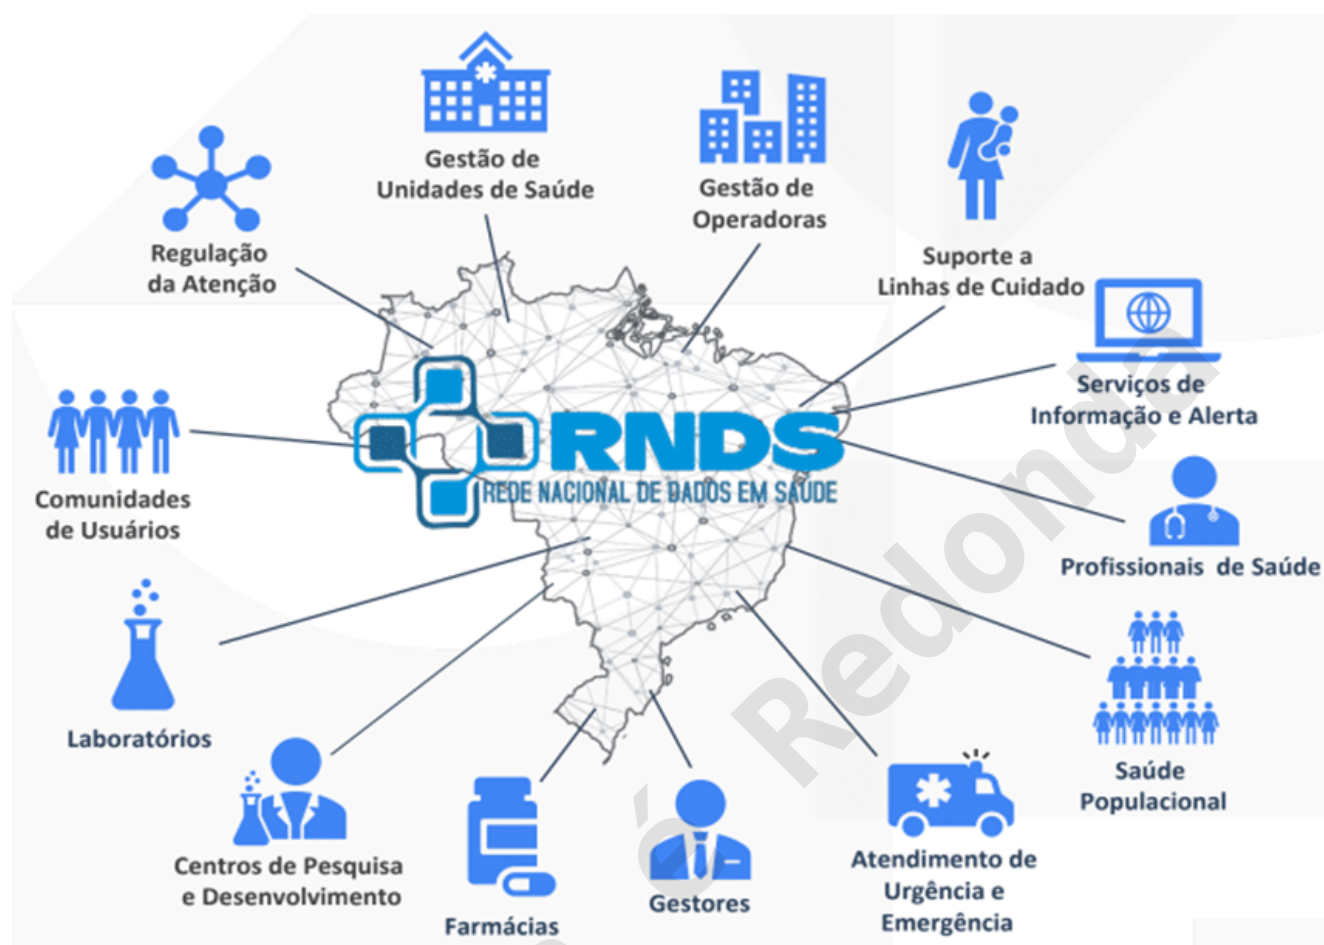 Gestão de
Unidades de Saúde
Gestão de
Operadoras
Regulação
da Atenção
Suporte a
Linhas de Cuidado
Serviços de
Informação e Alerta
RNDS
REDE NACIONAL DE DADOS EM SAÚDE
Comunidades
de Usuários
Profissionais de Saúde
Laboratórios
Saúde
Populacional
Centros de Pesquisa
e Desenvolvimento
Farmácias
Gestores
Atendimento de
Urgência e
Emergência
é Redonda